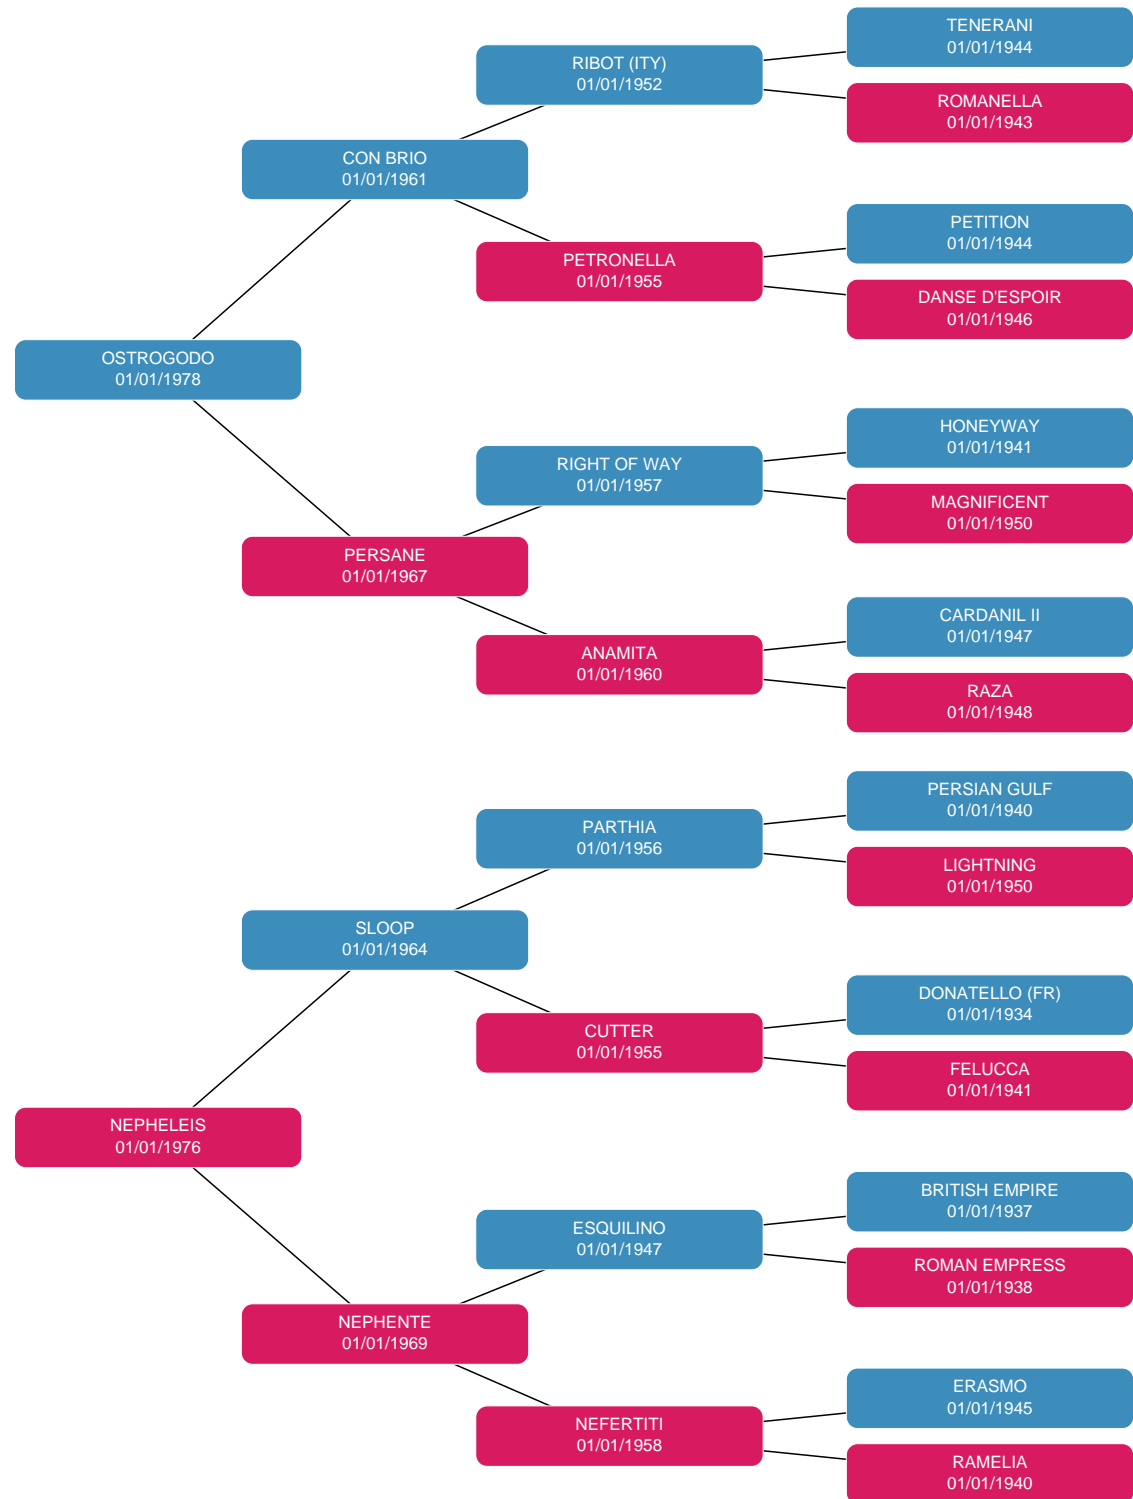 TENERANI
01/01/1944
RIBOT (ITY)
01/01/1952
ROMANELLA
01/01/1943
CON BRIO
01/01/1961
PETITION
01/01/1944
PETRONELLA
01/01/1955
DANSE D'ESPOIR
01/01/1946
OSTROGODO
01/01/1978
HONEYWAY
01/01/1941
RIGHT OF WAY
01/01/1957
MAGNIFICENT
01/01/1950
PERSANE
01/01/1967
CARDANIL II
01/01/1947
ANAMITA
01/01/1960
RAZA
01/01/1948
PERSIAN GULF
01/01/1940
PARTHIA
01/01/1956
LIGHTNING
01/01/1950
SLOOP
01/01/1964
DONATELLO (FR)
01/01/1934
CUTTER
01/01/1955
FELUCCA
01/01/1941
NEPHELEIS
01/01/1976
BRITISH EMPIRE
01/01/1937
ESQUILINO
01/01/1947
ROMAN EMPRESS
01/01/1938
NEPHENTE
01/01/1969
ERASMO
01/01/1945
NEFERTITI
01/01/1958
RAMELIA
01/01/1940